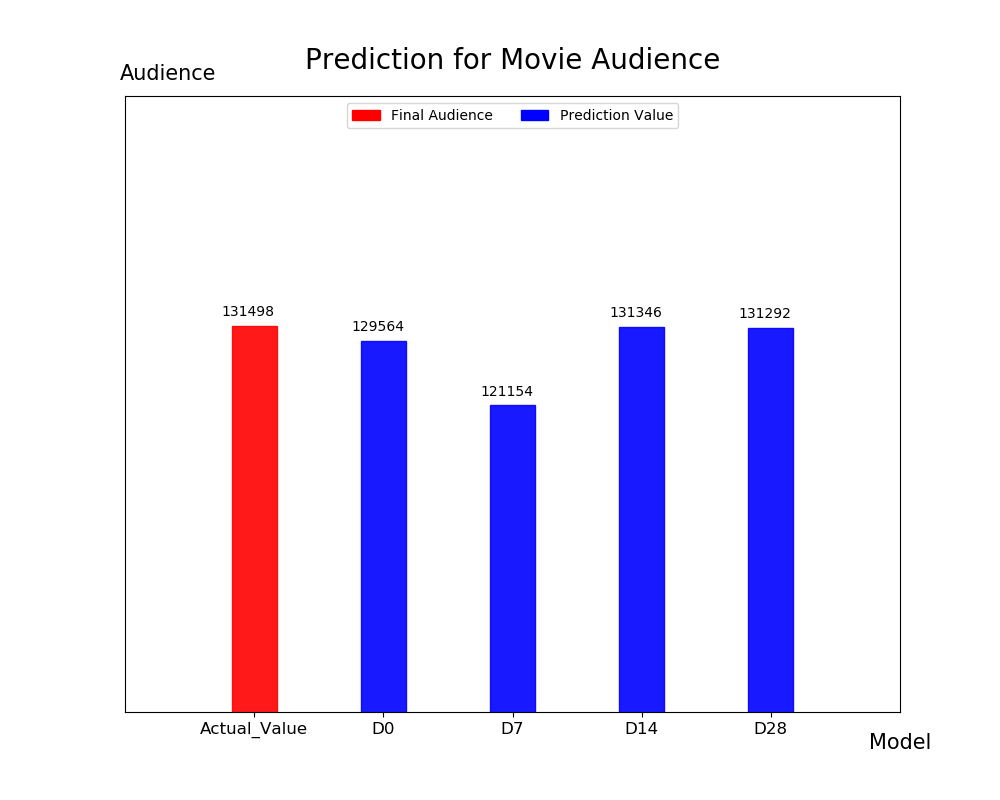 Prediction for Movie Audience
Audience
Final Audience
Prediction Value
131498
129564
121154
131346
131292
Actual_Value
D0
D7
D14
D28
Model